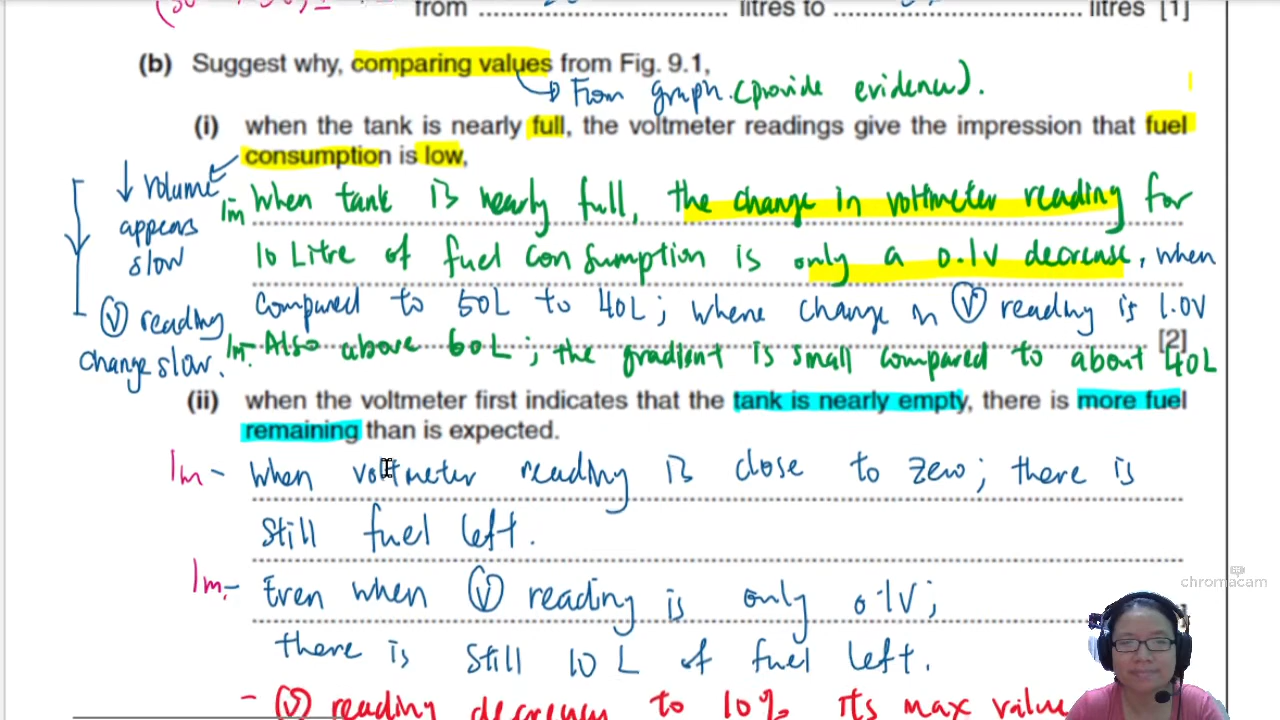 from ........ litres to ........ litres [1]
(b) Suggest why, comparing values from Fig. 9.1,
From graph. (provide evidence).
(i) when the tank is nearly full, the voltmeter readings give the impression that fuel
consumption is low,
↓ volume
appears
slow
Ⓥ reading
change slow.
1m When tank is nearly full, the change in voltmeter reading for
10 Litre of fuel consumption is only a 0.1V decrease, when
compared to 50L to 40L; where change in Ⓥ reading is 1.0V
[2]
1m- Also above 60L; the gradient is small compared to about 40L
(ii) when the voltmeter first indicates that the tank is nearly empty, there is more fuel
remaining than is expected.
1m - When voltmeter reading is close to zero; there is
still fuel left.
1m- Even when Ⓥ reading is only 0.1V;
there is still 10 L of fuel left.
- Ⓥ reading decreases to 10% its max value
chromacam